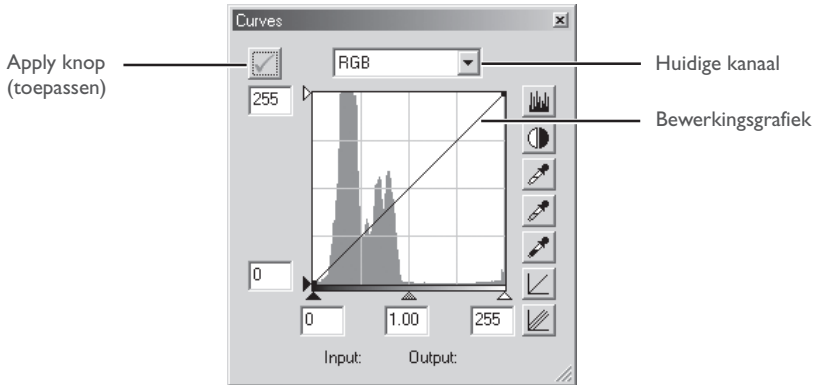 Curves
Apply knop
(toepassen)
RGB
Huidige kanaal
255
Bewerkingsgrafiek
0
0 1.00 255
Input: Output: